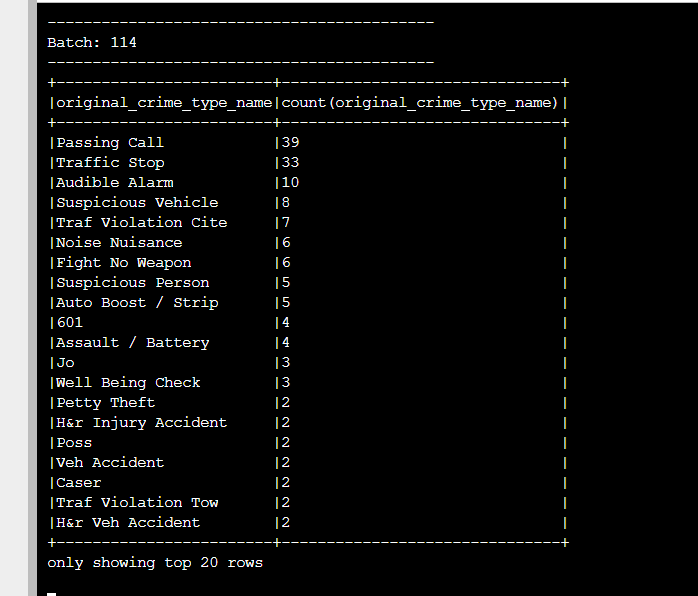 -------------------------------------------
Batch: 114
-------------------------------------------
+------------------------+-------------------------------+
|original_crime_type_name|count(original_crime_type_name)|
+------------------------+-------------------------------+
|Passing Call            |39                             |
|Traffic Stop            |33                             |
|Audible Alarm           |10                             |
|Suspicious Vehicle      |8                              |
|Traf Violation Cite     |7                              |
|Noise Nuisance          |6                              |
|Fight No Weapon         |6                              |
|Suspicious Person       |5                              |
|Auto Boost / Strip      |5                              |
|601                     |4                              |
|Assault / Battery       |4                              |
|Jo                      |3                              |
|Well Being Check        |3                              |
|Petty Theft             |2                              |
|H&r Injury Accident     |2                              |
|Poss                    |2                              |
|Veh Accident            |2                              |
|Caser                   |2                              |
|Traf Violation Tow      |2                              |
|H&r Veh Accident        |2                              |
+------------------------+-------------------------------+
only showing top 20 rows